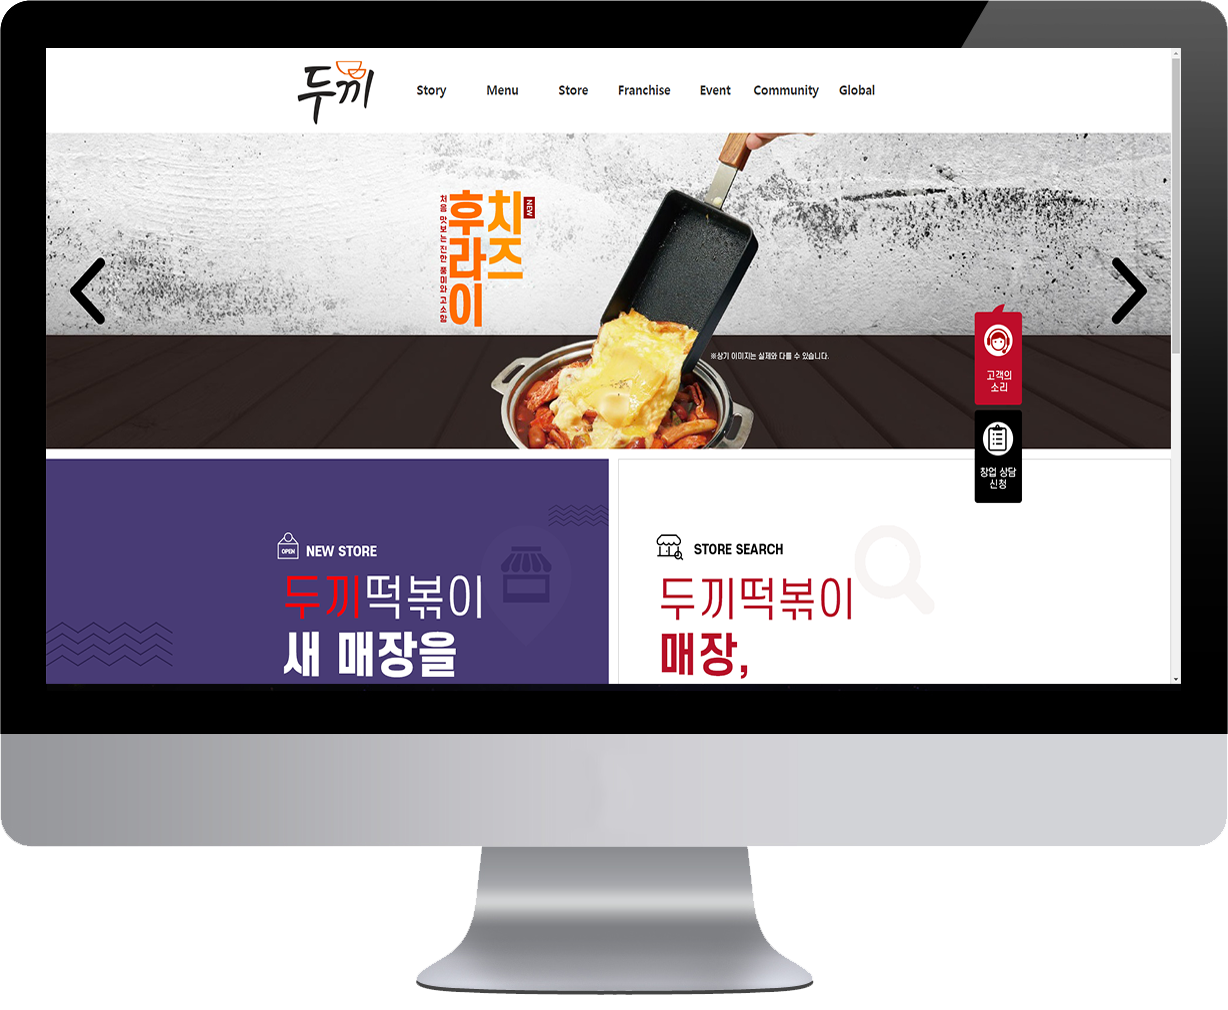 두끼
Story
Menu
Store
Franchise
Event
Community
Global
NEW
치즈
후라이
처음 맛보는 진한 풍미와 고소함
※상기 이미지는 실제와 다를 수 있습니다.
고객의
소리
창업 상담
신청
OPEN
NEW STORE
두끼떡볶이
새 매장을
STORE SEARCH
두끼떡볶이
매장,